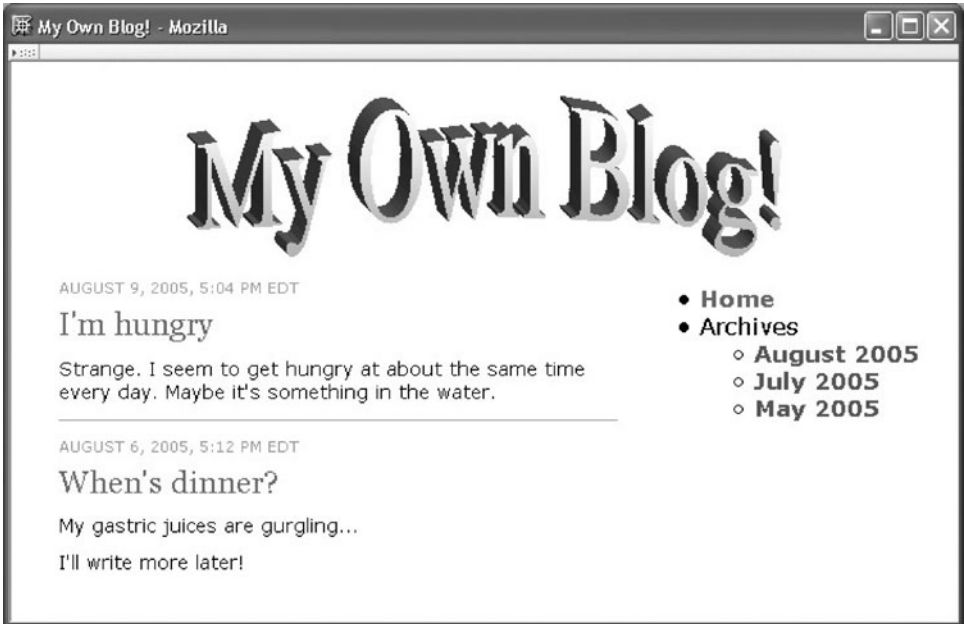 My Own Blog! - Mozilla
My Own Blog!
AUGUST 9, 2005, 5:04 PM EDT
I'm hungry
Strange. I seem to get hungry at about the same time
every day. Maybe it's something in the water.
AUGUST 6, 2005, 5:12 PM EDT
When's dinner?
My gastric juices are gurgling...
I'll write more later!
Home
Archives
August 2005
July 2005
May 2005